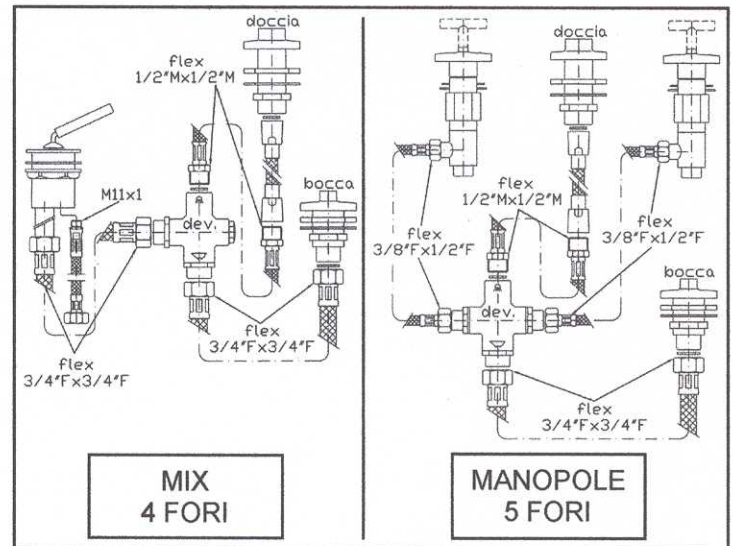 doccia
flex
1/2"Mx1/2"M
M11x1
bocca
dev.
flex
3/4"Fx3/4"F
flex
3/4"Fx3/4"F
MIX
4 FORI
doccia
flex
1/2"Mx1/2"M
flex
3/8"Fx1/2"F
flex
3/8"Fx1/2"F
bocca
dev.
flex
3/4"Fx3/4"F
MANOPOLE
5 FORI